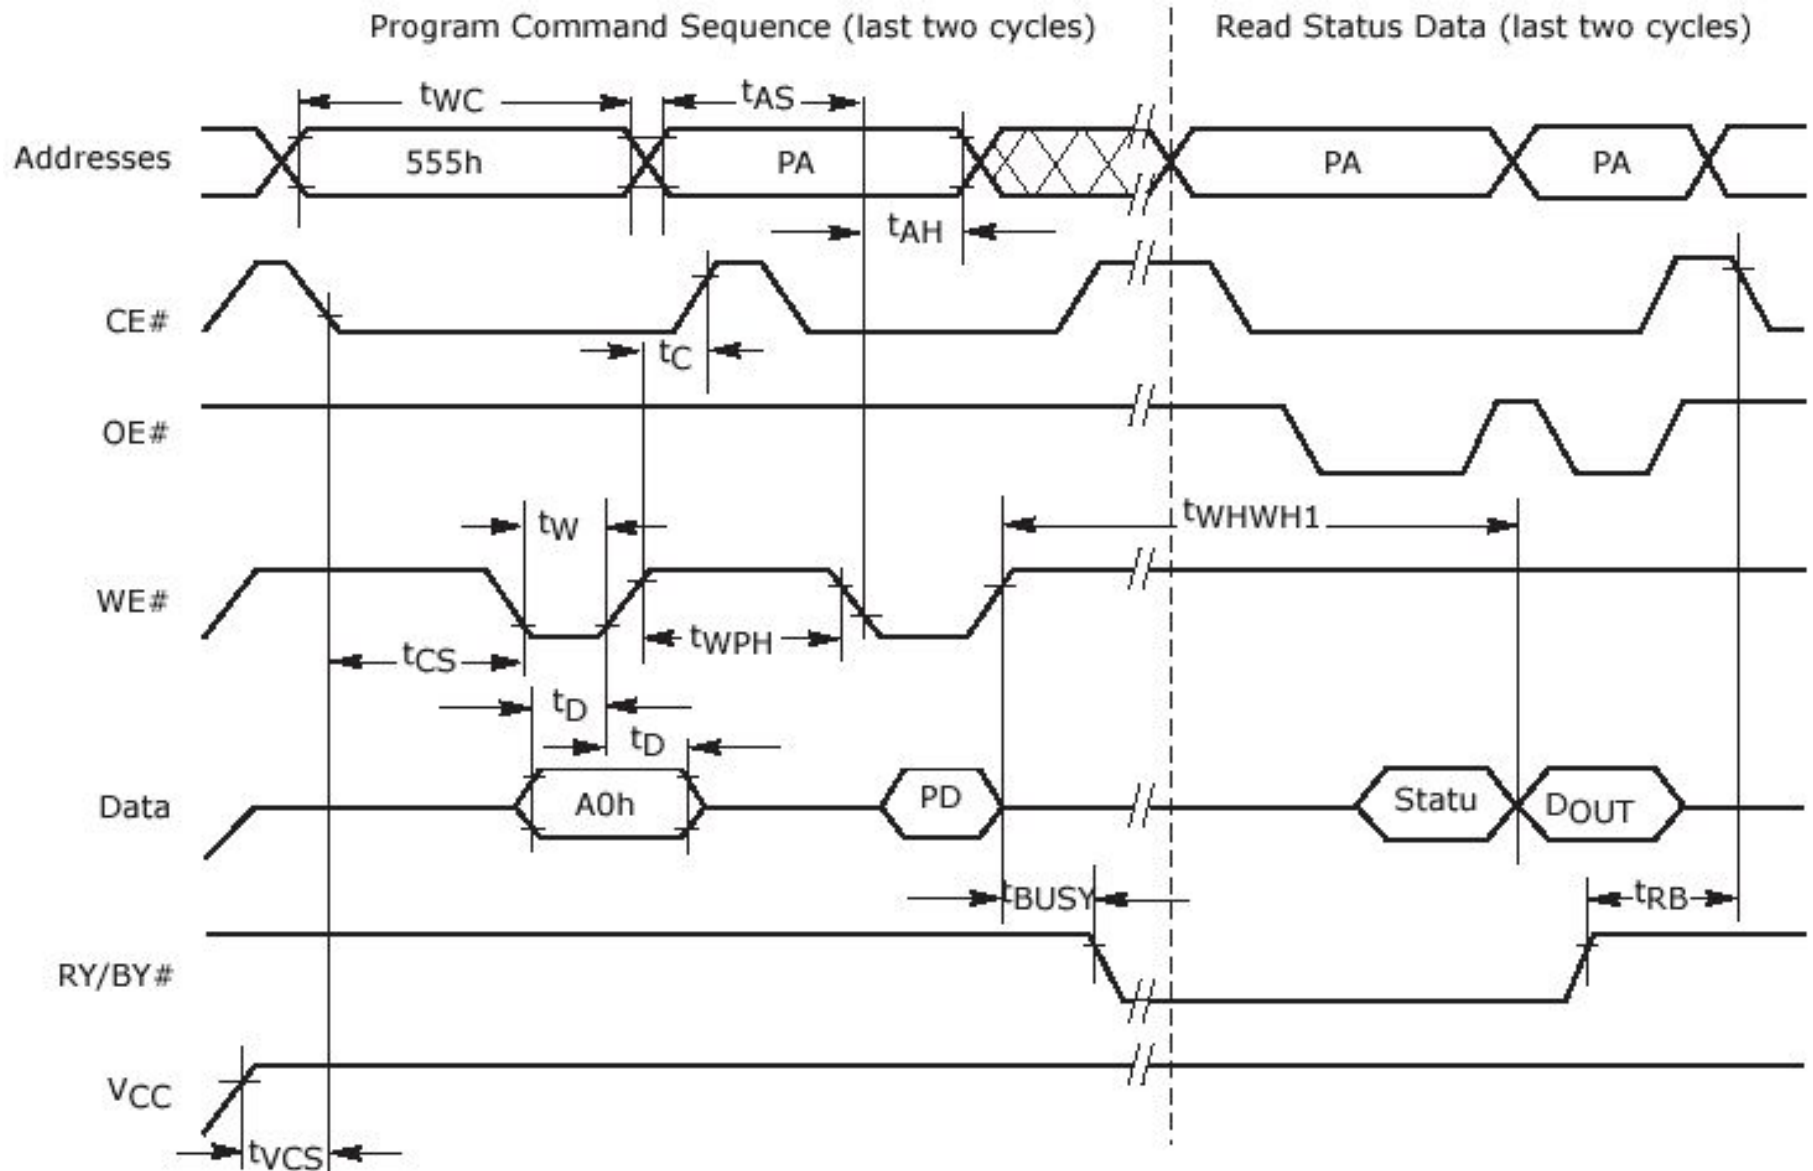 Program Command Sequence (last two cycles) Read Status Data (last two cycles)
tWC tAS
Addresses 555h PA PA PA
tAH
CE#
tC
OE#
tW tWHWH1
WE#
tWPH
tCS
tD
tD
Data A0h PD Statu DOUT
tBUSY tRB
RY/BY#
VCC
tVCS